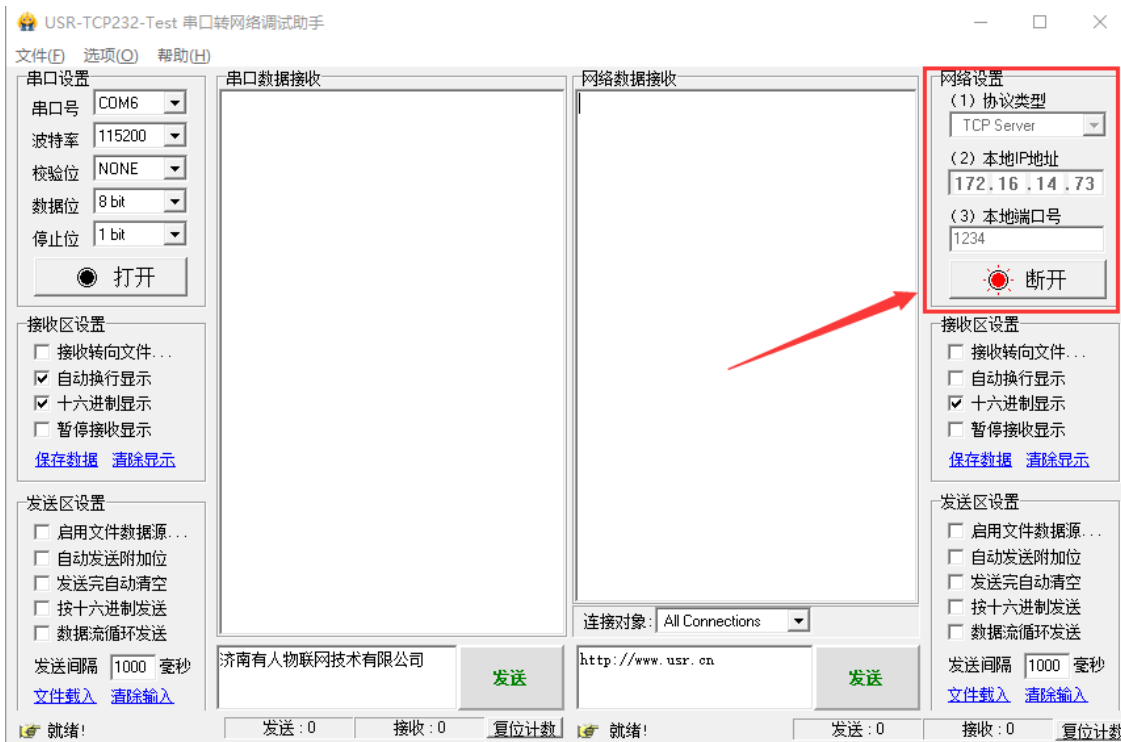 USR-TCP232-Test 串口转网络调试助手
文件(F) 选项(O) 帮助(H)
串口设置
串口号 COM6
波特率 115200
校验位 NONE
数据位 8 bit
停止位 1 bit
打开
接收区设置
接收转向文件...
自动换行显示
十六进制显示
暂停接收显示
保存数据 清除显示
发送区设置
启用文件数据源...
自动发送附加位
发送完自动清空
按十六进制发送
数据流循环发送
发送间隔 1000 毫秒
文件载入 清除输入
就绪!
串口数据接收
济南有人物联网技术有限公司
发送
发送 : 0 接收 : 0 复位计数
网络数据接收
连接对象: All Connections
http://www.usr.cn
发送
就绪!
发送 : 0 接收 : 0 复位计数
网络设置
(1) 协议类型
TCP Server
(2) 本地IP地址
172.16.14.73
(3) 本地端口号
1234
断开
接收区设置
接收转向文件...
自动换行显示
十六进制显示
暂停接收显示
保存数据 清除显示
发送区设置
启用文件数据源...
自动发送附加位
发送完自动清空
按十六进制发送
数据流循环发送
发送间隔 1000 毫秒
文件载入 清除输入